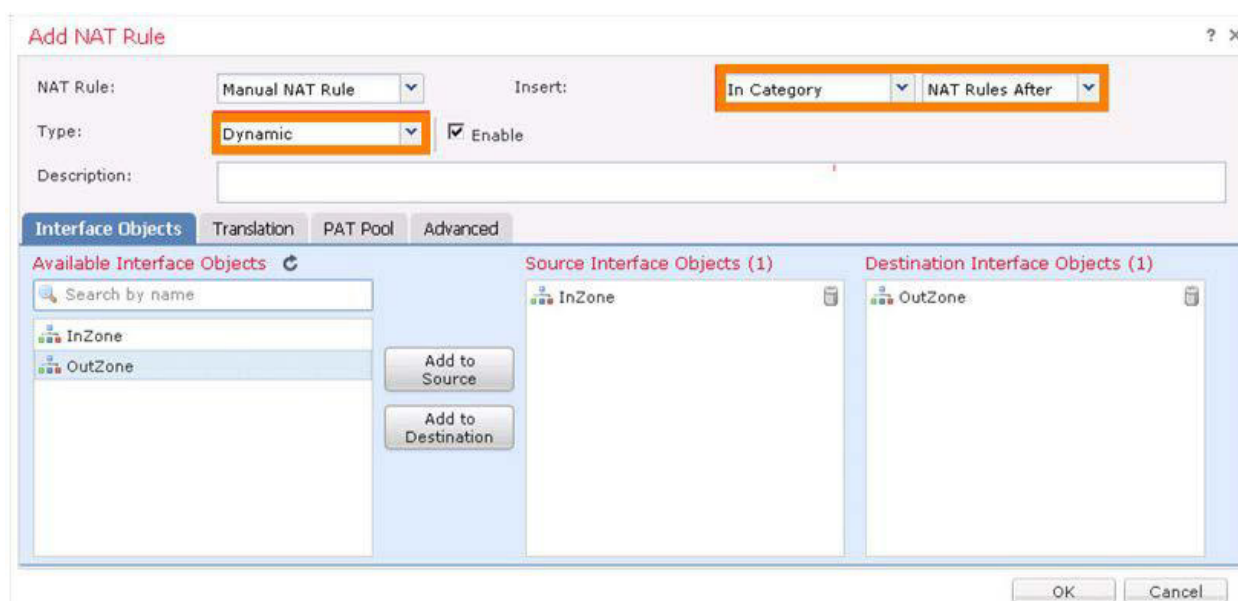 Add NAT Rule
? ×
NAT Rule: Manual NAT Rule Insert: In Category NAT Rules After
Type: Dynamic Enable
Description:
Interface Objects Translation PAT Pool Advanced
Available Interface Objects Source Interface Objects (1) Destination Interface Objects (1)
Search by name InZone OutZone
InZone
OutZone
Add to
Source
Add to
Destination
OK Cancel